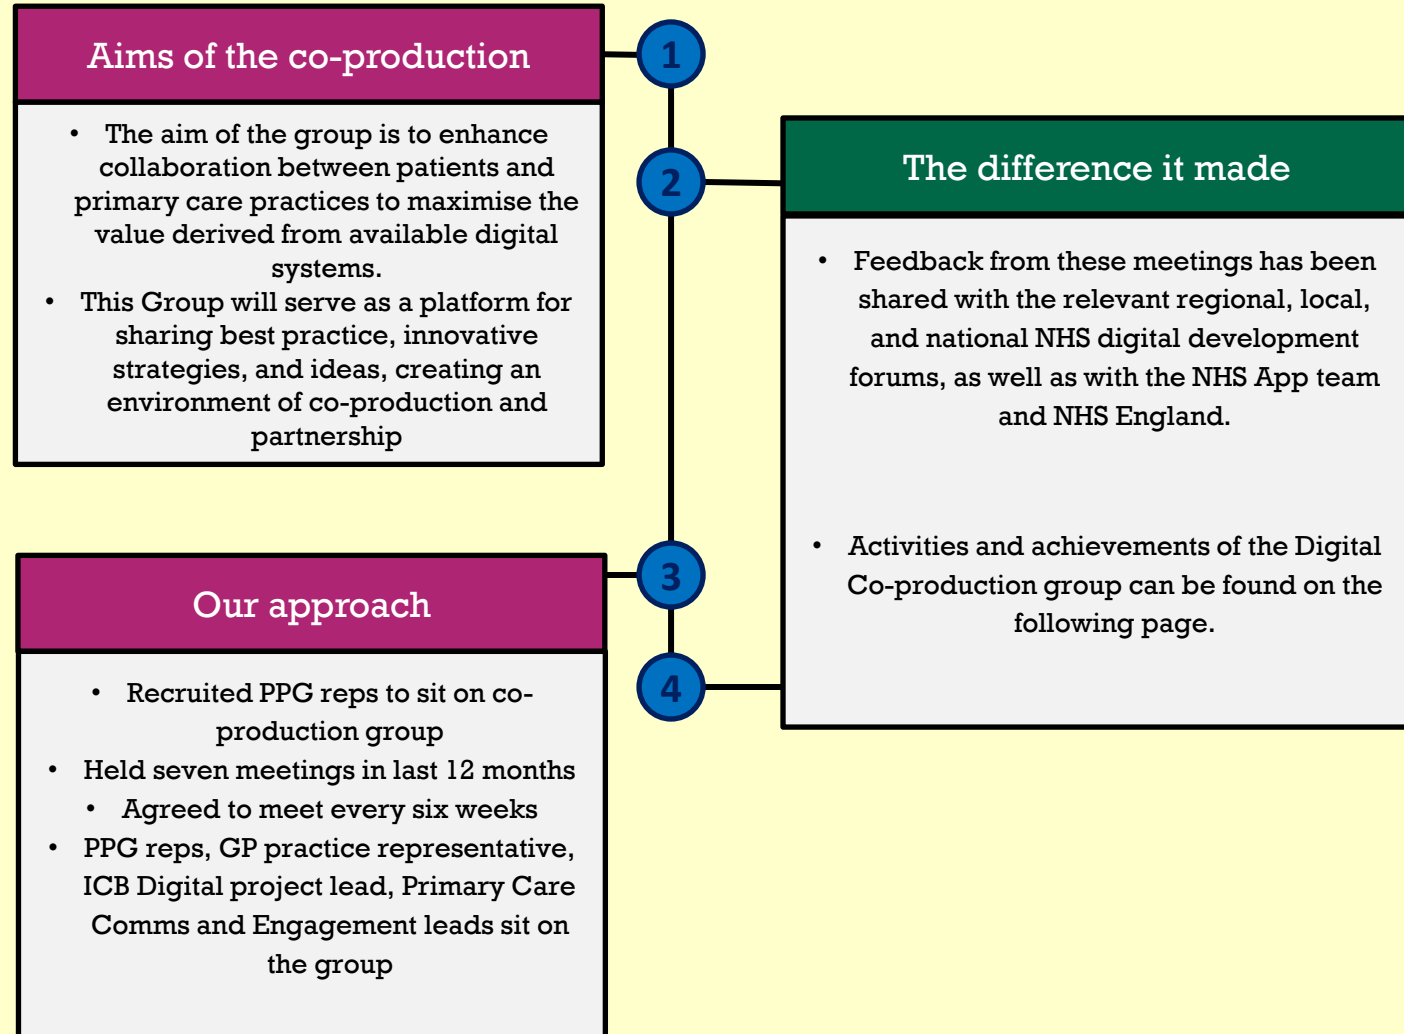 Aims of the co-production
• The aim of the group is to enhance
collaboration between patients and
primary care practices to maximise the
value derived from available digital
systems.
• This Group will serve as a platform for
sharing best practice, innovative
strategies, and ideas, creating an
environment of co-production and
partnership
1
2
The difference it made
• Feedback from these meetings has been
shared with the relevant regional, local,
and national NHS digital development
forums, as well as with the NHS App team
and NHS England.
• Activities and achievements of the Digital
Co-production group can be found on the
following page.
3
Our approach
• Recruited PPG reps to sit on co-
production group
• Held seven meetings in last 12 months
• Agreed to meet every six weeks
• PPG reps, GP practice representative,
ICB Digital project lead, Primary Care
Comms and Engagement leads sit on
the group
4